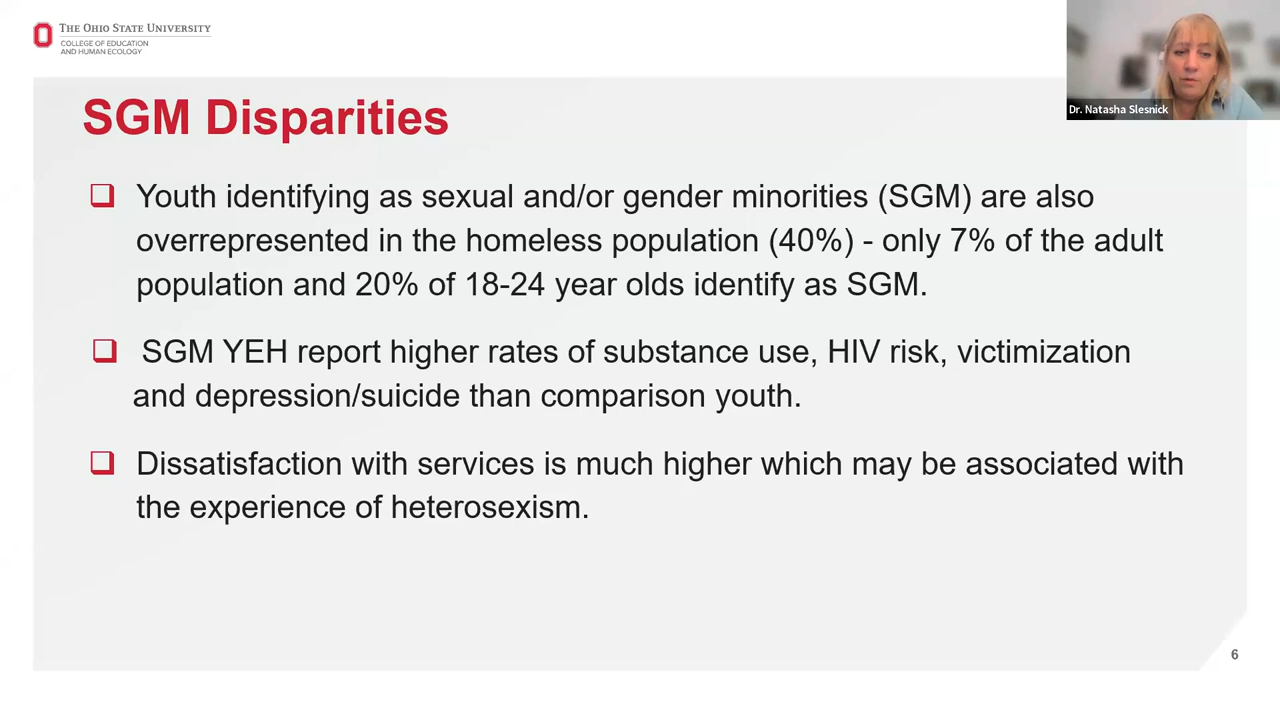 THE OHIO STATE UNIVERSITY
COLLEGE OF EDUCATION
AND HUMAN ECOLOGY
Dr. Natasha Slesnick
SGM Disparities
Youth identifying as sexual and/or gender minorities (SGM) are also
overrepresented in the homeless population (40%) - only 7% of the adult
population and 20% of 18-24 year olds identify as SGM.
SGM YEH report higher rates of substance use, HIV risk, victimization
and depression/suicide than comparison youth.
Dissatisfaction with services is much higher which may be associated with
the experience of heterosexism.
6